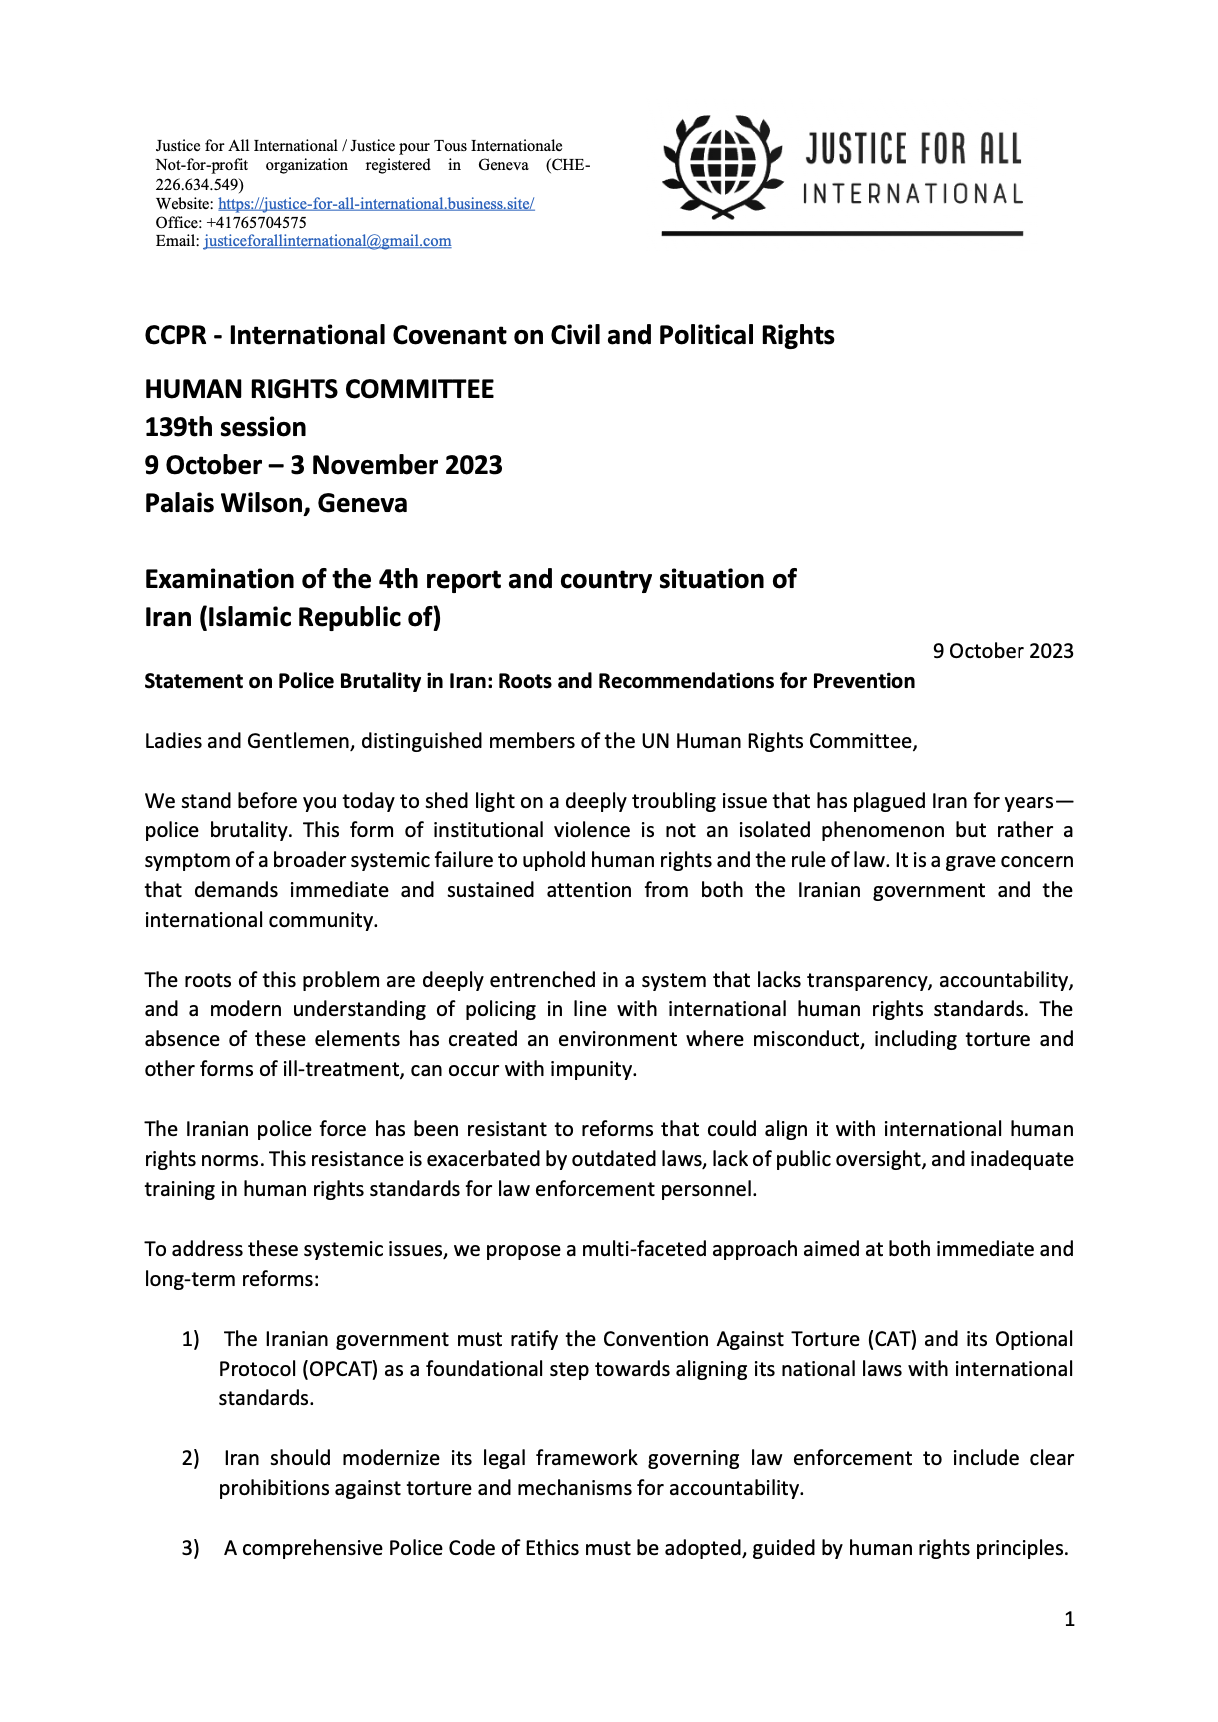 Justice for All International / Justice pour Tous Internationale
Not-for-profit organization registered in Geneva (CHE-
226.634.549)
Website: https://justice-for-all-international.business.site/
Office: +41765704575
Email: justiceforallinternational@gmail.com
JUSTICE FOR ALL
INTERNATIONAL
CCPR - International Covenant on Civil and Political Rights
HUMAN RIGHTS COMMITTEE
139th session
9 October – 3 November 2023
Palais Wilson, Geneva
Examination of the 4th report and country situation of
Iran (Islamic Republic of)
9 October 2023
Statement on Police Brutality in Iran: Roots and Recommendations for Prevention
Ladies and Gentlemen, distinguished members of the UN Human Rights Committee,
We stand before you today to shed light on a deeply troubling issue that has plagued Iran for years—
police brutality. This form of institutional violence is not an isolated phenomenon but rather a
symptom of a broader systemic failure to uphold human rights and the rule of law. It is a grave concern
that demands immediate and sustained attention from both the Iranian government and the
international community.
The roots of this problem are deeply entrenched in a system that lacks transparency, accountability,
and a modern understanding of policing in line with international human rights standards. The
absence of these elements has created an environment where misconduct, including torture and
other forms of ill-treatment, can occur with impunity.
The Iranian police force has been resistant to reforms that could align it with international human
rights norms. This resistance is exacerbated by outdated laws, lack of public oversight, and inadequate
training in human rights standards for law enforcement personnel.
To address these systemic issues, we propose a multi-faceted approach aimed at both immediate and
long-term reforms:
1) The Iranian government must ratify the Convention Against Torture (CAT) and its Optional
Protocol (OPCAT) as a foundational step towards aligning its national laws with international
standards.
2) Iran should modernize its legal framework governing law enforcement to include clear
prohibitions against torture and mechanisms for accountability.
3) A comprehensive Police Code of Ethics must be adopted, guided by human rights principles.
1